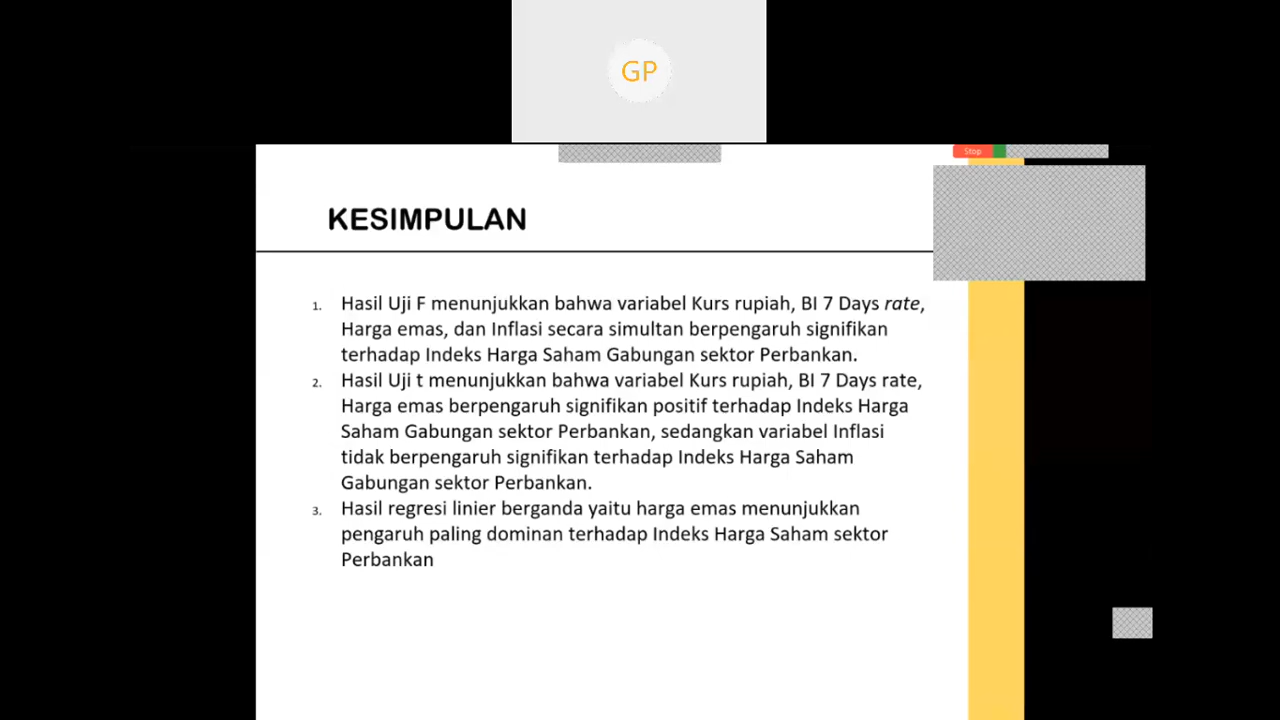 GP
Stop
KESIMPULAN
1. Hasil Uji F menunjukkan bahwa variabel Kurs rupiah, BI 7 Days rate,
Harga emas, dan Inflasi secara simultan berpengaruh signifikan
terhadap Indeks Harga Saham Gabungan sektor Perbankan.
2. Hasil Uji t menunjukkan bahwa variabel Kurs rupiah, BI 7 Days rate,
Harga emas berpengaruh signifikan positif terhadap Indeks Harga
Saham Gabungan sektor Perbankan, sedangkan variabel Inflasi
tidak berpengaruh signifikan terhadap Indeks Harga Saham
Gabungan sektor Perbankan.
3. Hasil regresi linier berganda yaitu harga emas menunjukkan
pengaruh paling dominan terhadap Indeks Harga Saham sektor
Perbankan